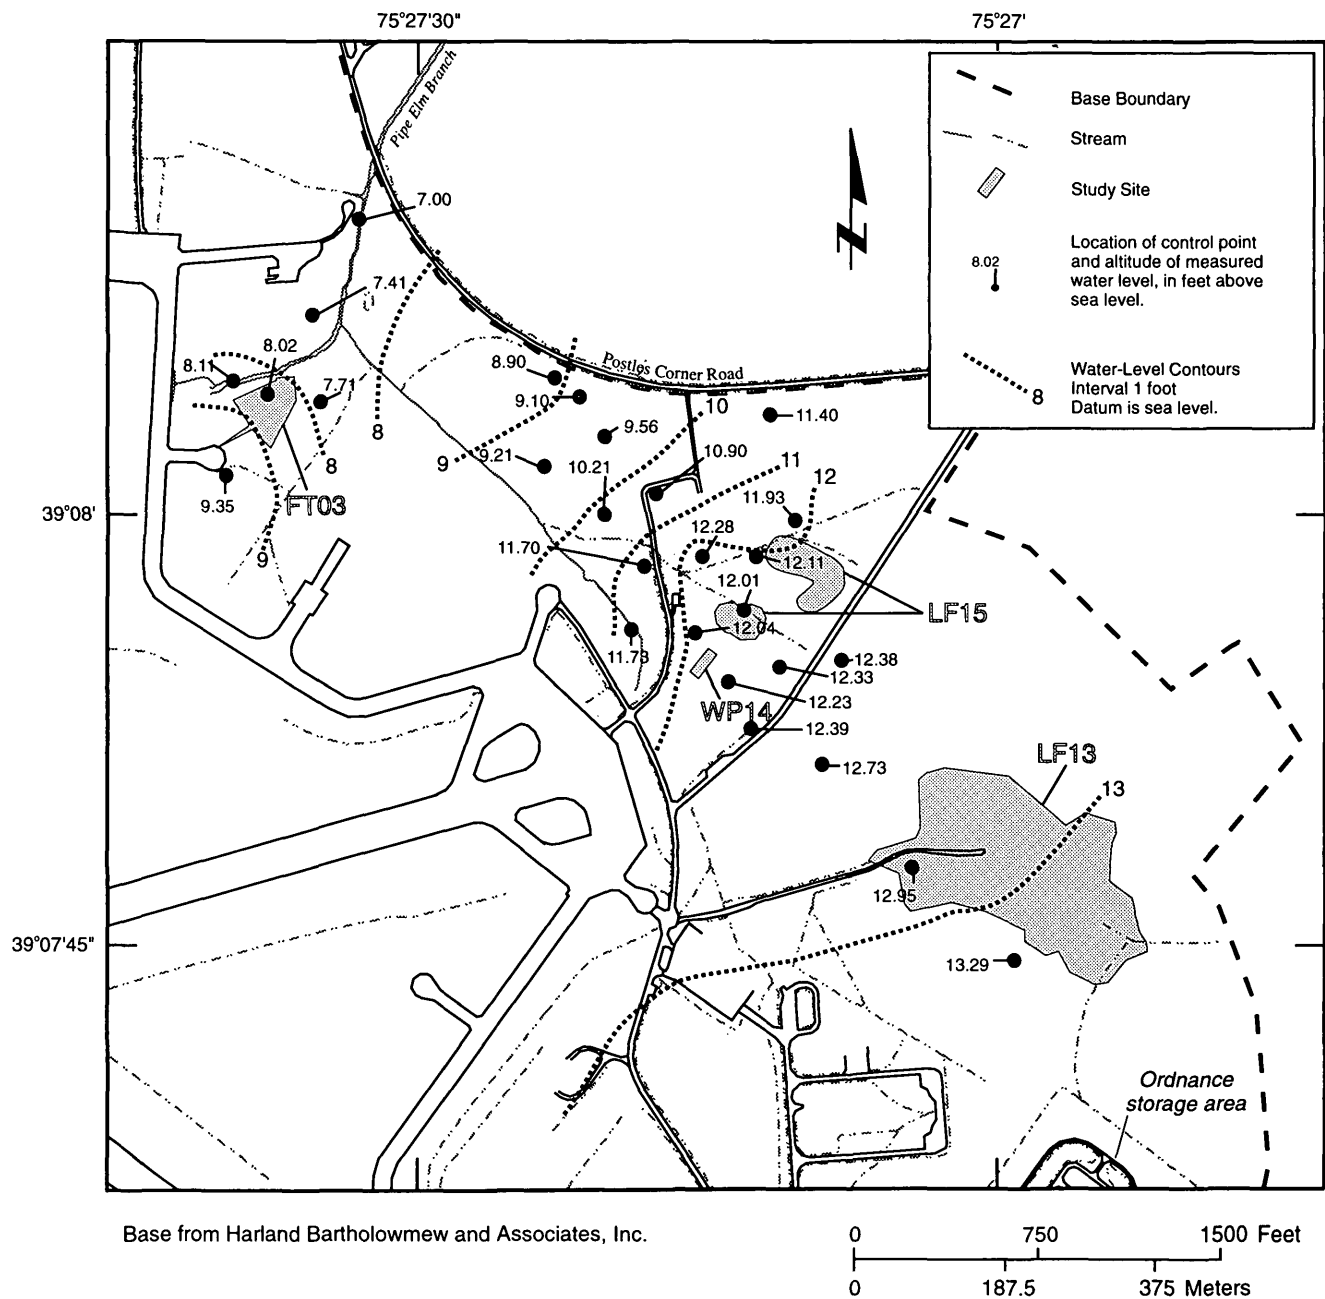 75°27'30"
75°27'
Pipe Elm Branch
Base Boundary
Stream
Study Site
8.02
Location of control point
and altitude of measured
water level, in feet above
sea level.
8
Water-Level Contours
Interval 1 foot
Datum is sea level.
N
7.00
7.41
8.02
8.11
7.71
8
8
9.35
FT03
9
Postles Corner Road
8.90
9.10
9
9.21
9.56
10
11.40
10.21
10.90
11
12
11.93
39°08'
12.28
11.70
12.11
12.01
LF15
12.04
11.73
12.38
12.33
12.23
WP14
12.39
12.73
LF13
13
12.95
39°07'45"
13.29
Ordnance
storage area
Base from Harland Bartholowmew and Associates, Inc.
0 750 1500 Feet
0 187.5 375 Meters